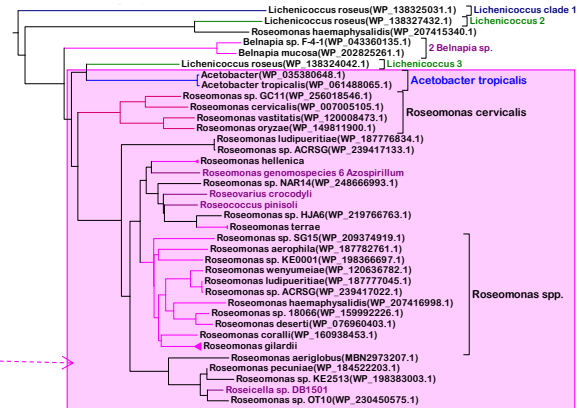 Lichenicoccus roseus(WP_138325031.1) Lichenicoccus clade 1
Lichenicoccus roseus(WP_138327432.1) Lichenicoccus 2
Roseomonas haemaphysalidis(WP_207415340.1)
Belnapia sp. F-4-1(WP_043360135.1)
2 Belnapia sp.
Belnapia mucosa(WP_202825261.1)
Lichenicoccus roseus(WP_138324042.1) Lichenicoccus 3
Acetobacter(WP_035380648.1)
Acetobacter tropicalis
Acetobacter tropicalis(WP_061488065.1)
Roseomonas sp. GC11(WP_256018546.1)
Roseomonas cervicalis(WP_007005105.1)
Roseomonas cervicalis
Roseomonas vastitatis(WP_120008473.1)
Roseomonas oryzae(WP_149811900.1)
Roseomonas ludipueritiae(WP_187776834.1)
Roseomonas sp. ACRSG(WP_239417133.1)
Roseomonas hellenica
Roseomonas genomospecies 6 Azospirillum
Roseomonas sp. NAR14(WP_248666993.1)
Roseovarius crocodyli
Roseococcus pinisoli
Roseomonas sp. HJA6(WP_219766763.1)
Roseomonas terrae
Roseomonas sp. SG15(WP_209374919.1)
Roseomonas aerophila(WP_187782761.1)
Roseomonas sp. KE0001(WP_198366697.1)
Roseomonas wenyumeiae(WP_120636782.1)
Roseomonas ludipueritiae(WP_187777045.1)
Roseomonas sp. ACRSG(WP_239417022.1)
Roseomonas spp.
Roseomonas haemaphysalidis(WP_207416998.1)
Roseomonas sp. 18066(WP_159992226.1)
Roseomonas deserti(WP_076960403.1)
Roseomonas coralli(WP_160938453.1)
Roseomonas gilardii
Roseomonas aeriglobus(MBN2973207.1)
Roseomonas pecuniae(WP_184522203.1)
Roseomonas sp. KE2513(WP_198383003.1)
Roseicella sp. DB1501
Roseomonas sp. OT10(WP_230450575.1)